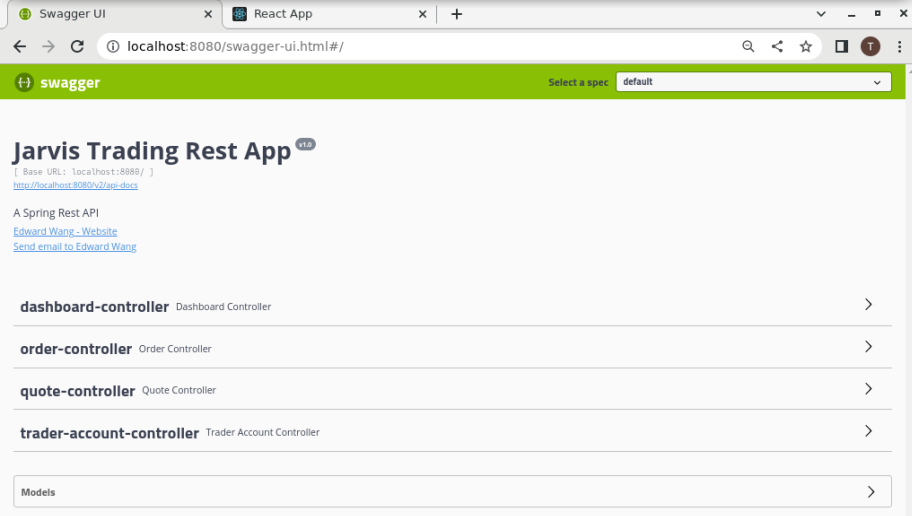 Swagger UI
React App
localhost:8080/swagger-ui.html#/
T
swagger
Select a spec
default
Jarvis Trading Rest App v1.0
[ Base URL: localhost:8080/ ]
http://localhost:8080/v2/api-docs
A Spring Rest API
Edward Wang - Website
Send email to Edward Wang
dashboard-controller Dashboard Controller
order-controller Order Controller
quote-controller Quote Controller
trader-account-controller Trader Account Controller
Models